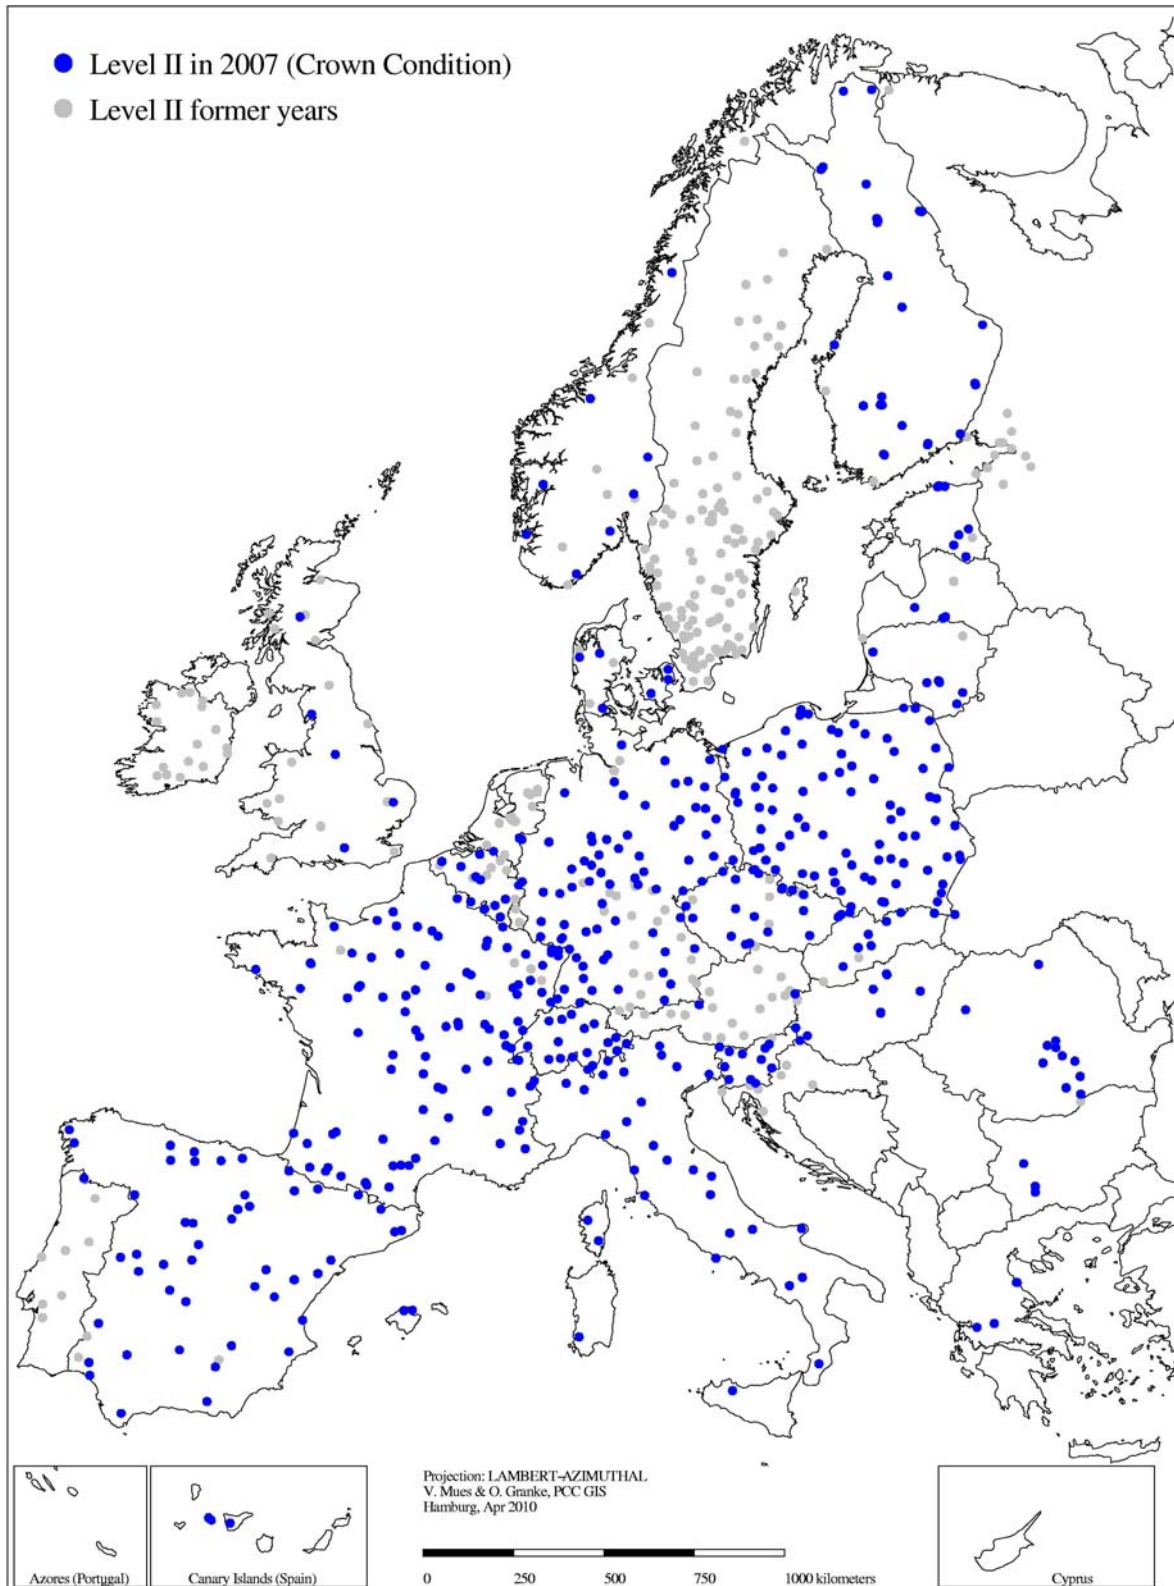 Level II in 2007 (Crown Condition)
Level II former years
Projection: LAMBERT-AZIMUTHAL
V. Mues & O. Granke, PCC GIS
Hamburg, Apr 2010
0 250 500 750 1000 kilometers
Azores (Portugal)
Canary Islands (Spain)
Cyprus